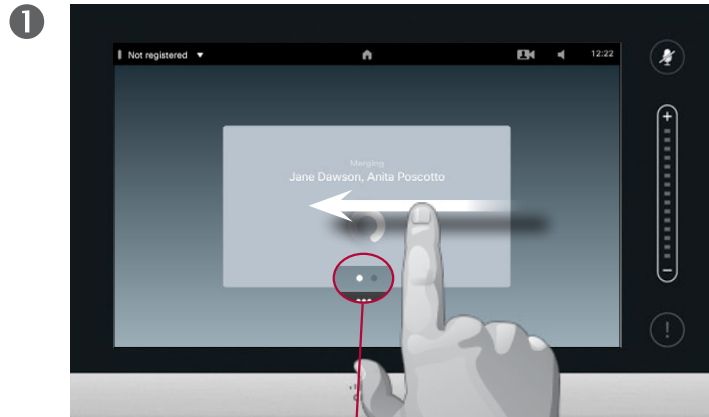 1
Not registered 12:22
Merging
Jane Dawson, Anita Poscotto
+
−
!